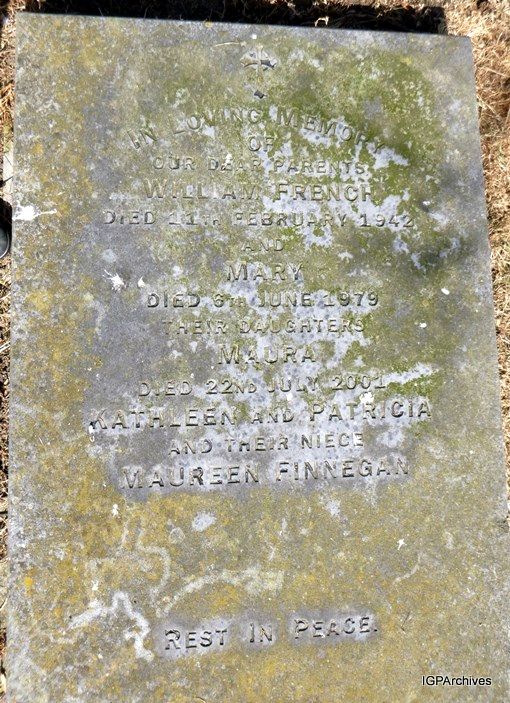 IN LOVING MEMORY
OF
OUR DEAR PARENTS
WILLIAM FRENCH
DIED 11TH FEBRUARY 1942
AND
MARY
DIED 6TH JUNE 1979
THEIR DAUGHTERS
MAURA
DIED 22ND JULY 2001
KATHLEEN AND PATRICIA
AND THEIR NIECE
MAUREEN FINNEGAN
REST IN PEACE.
IGPArchives